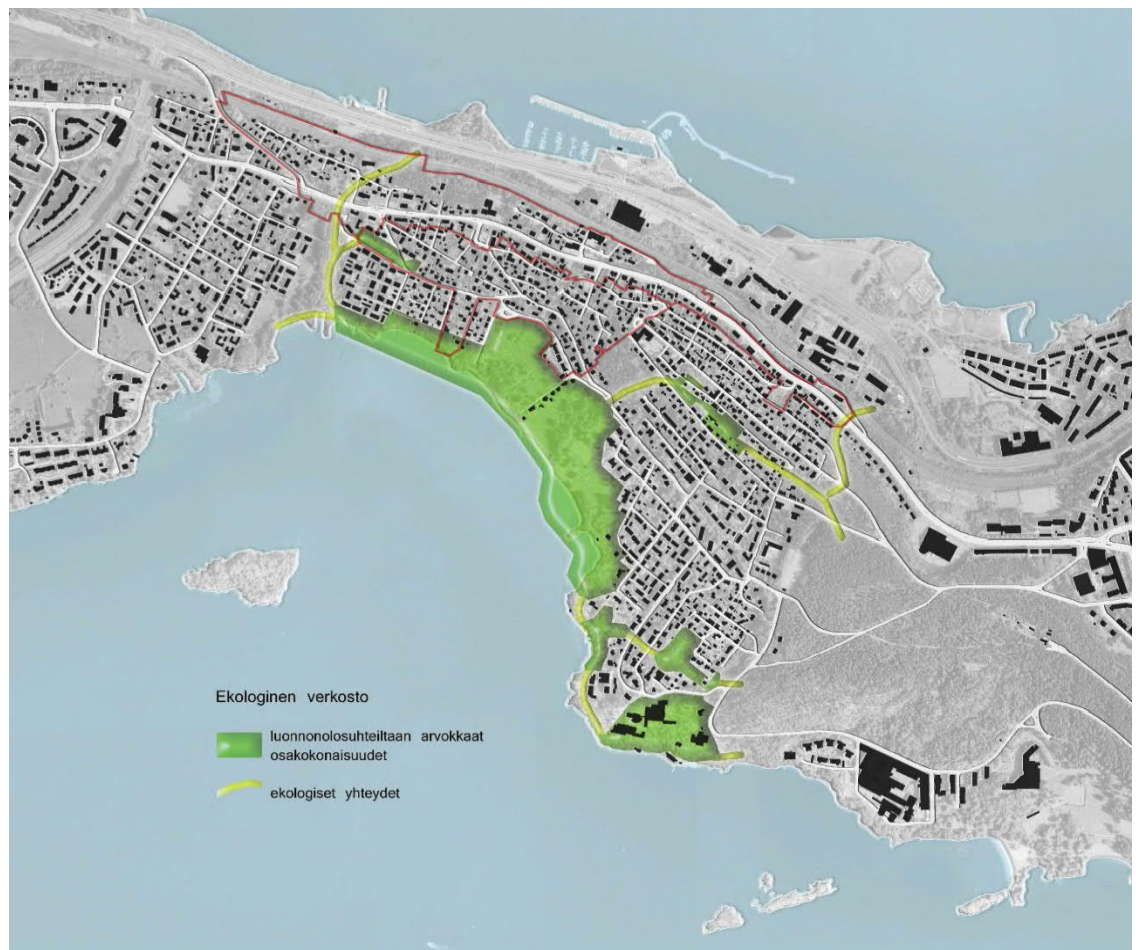 Ekologinen verkosto
luonnonolosuhteiltaan arvokkaat
osakokonaisuudet
ekologiset yhteydet